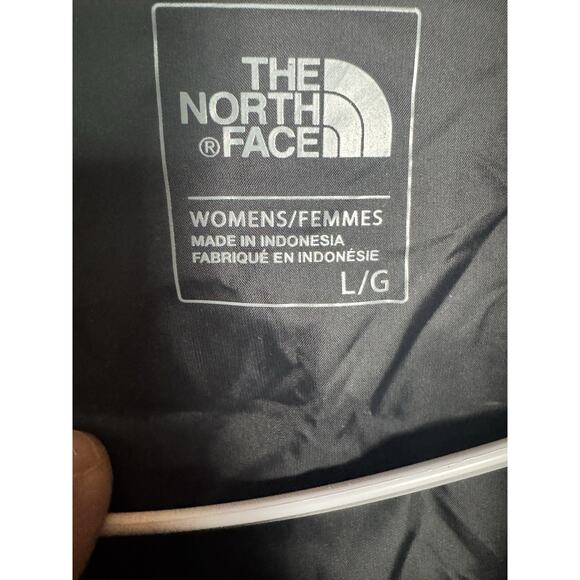 THE
NORTH
®FACE
WOMENS/FEMMES
MADE IN INDONESIA
FABRIQUÉ EN INDONÉSIE
L/G